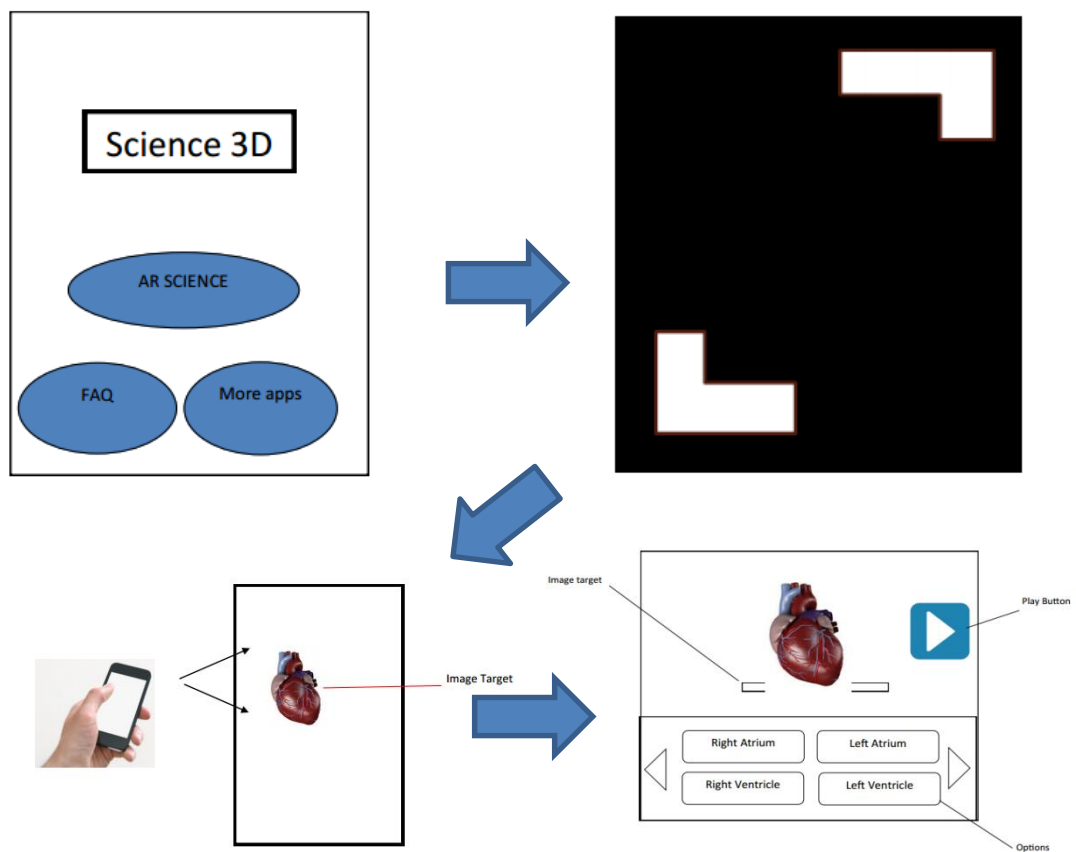 Science 3D
AR SCIENCE
FAQ
More apps
Image Target
Image target
Play Button
Right Atrium
Left Atrium
Right Ventricle
Left Ventricle
Options